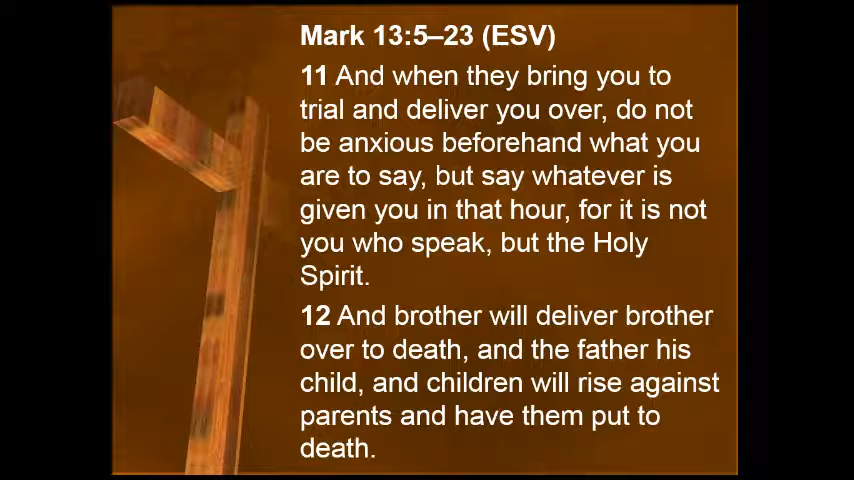 Mark 13:5–23 (ESV)
11 And when they bring you to
trial and deliver you over, do not
be anxious beforehand what you
are to say, but say whatever is
given you in that hour, for it is not
you who speak, but the Holy
Spirit.
12 And brother will deliver brother
over to death, and the father his
child, and children will rise against
parents and have them put to
death.